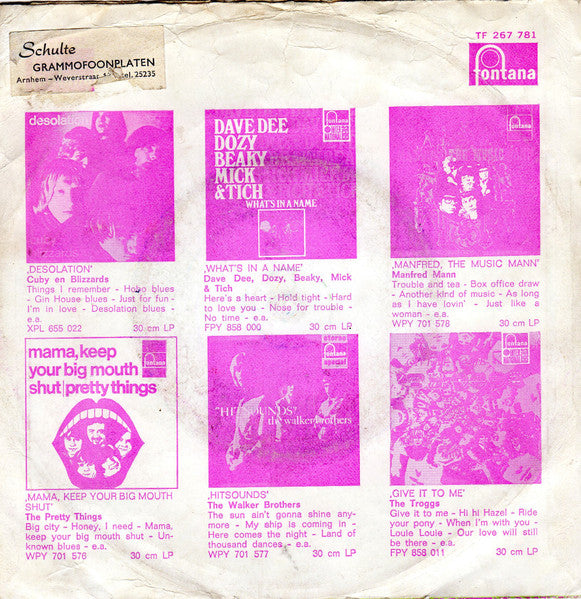 TF 267 781
Schulte
GRAMMOFOONPLATEN
Arnhem – Weverstraat tel. 25235
fontana
desolation
DAVE DEE
DOZY
BEAKY
MICK
& TICH
WHAT'S IN A NAME
fontana
fontana
‚DESOLATION’
Cuby en Blizzards
Things I remember - Hobo blues
- Gin House blues - Just for fun
- I'm in love - Desolation blues -
e.a.
XPL 655 022 30 cm LP
‚WHAT'S IN A NAME’
Dave Dee, Dozy, Beaky, Mick
& Tich
Here's a heart - Hold tight - Hard
to love you - Nose for trouble -
No time - e.a.
FPY 858 000 30 cm LP
‚MANFRED, THE MUSIC MANN’
Manfred Mann
Trouble and tea - Box office draw
- Another kind of music - As long
as I have lovin' - Just like a
woman - e.a.
WPY 701 578 30 cm LP
mama, keep
your big mouth
shut|pretty things
fontana
"HITSOUNDS"
the walker brothers
stereo
fontana
special
fontana
‚MAMA, KEEP YOUR BIG MOUTH
SHUT’
The Pretty Things
Big city - Honey, I need - Mama,
keep your big mouth shut - Un-
known blues - e.a.
WPY 701 576 30 cm LP
‚HITSOUNDS’
The Walker Brothers
The sun ain't gonna shine any-
more - My ship is coming in -
Here comes the night - Land of
thousand dances - e.a.
WPY 701 577 30 cm LP
‚GIVE IT TO ME’
The Troggs
Give it to me - Hi hi Hazel - Ride
your pony - When I'm with you -
Louie Louie - Our love will still
be there - e.a.
FPY 858 011 30 cm LP